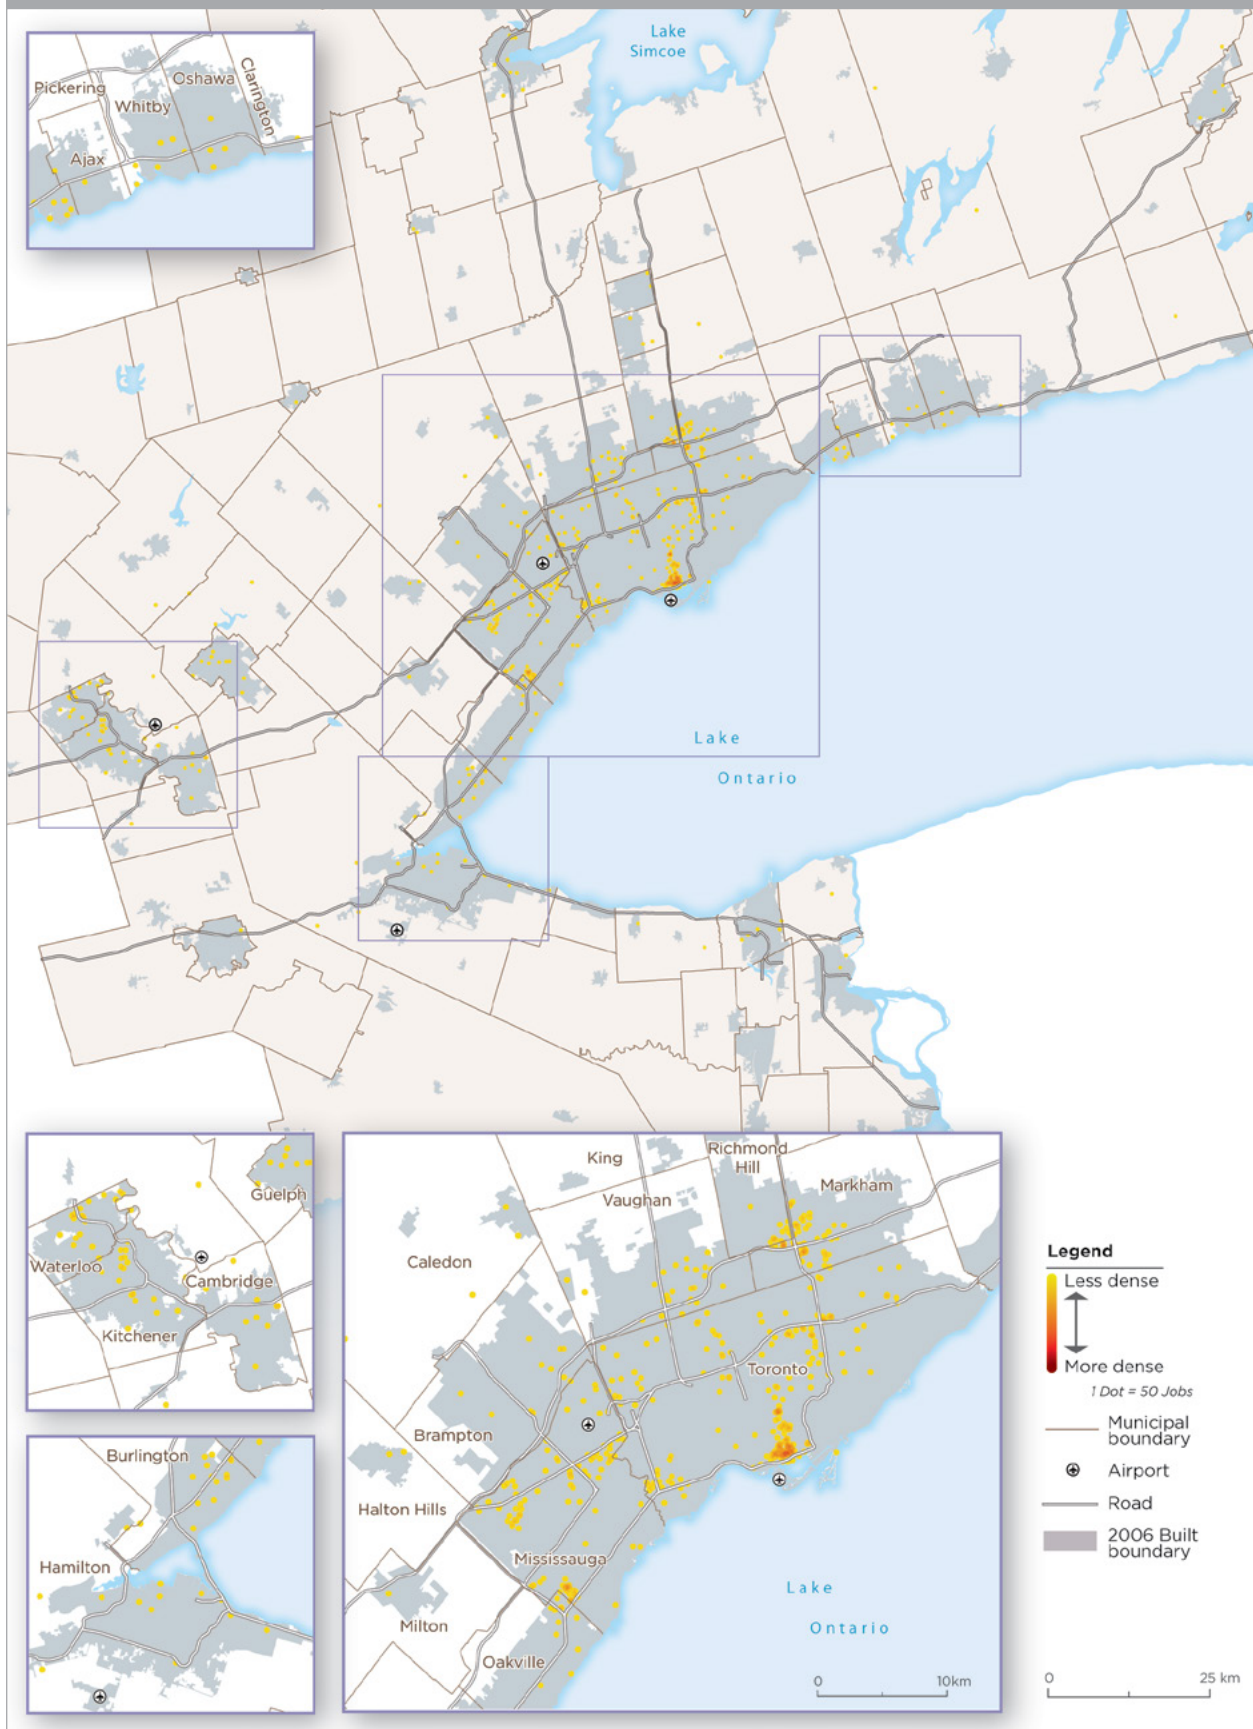 Lake
Simcoe
Pickering
Oshawa
Clarington
Whitby
Ajax
Lake
Ontario
Guelph
Waterloo
Cambridge
Kitchener
Burlington
Hamilton
King
Richmond
Hill
Vaughan
Markham
Caledon
Toronto
Brampton
Halton Hills
Mississauga
Milton
Oakville
Lake
Ontario
0 10km
Legend
Less dense
More dense
1 Dot = 50 Jobs
Municipal
boundary
Airport
Road
2006 Built
boundary
0 25 km